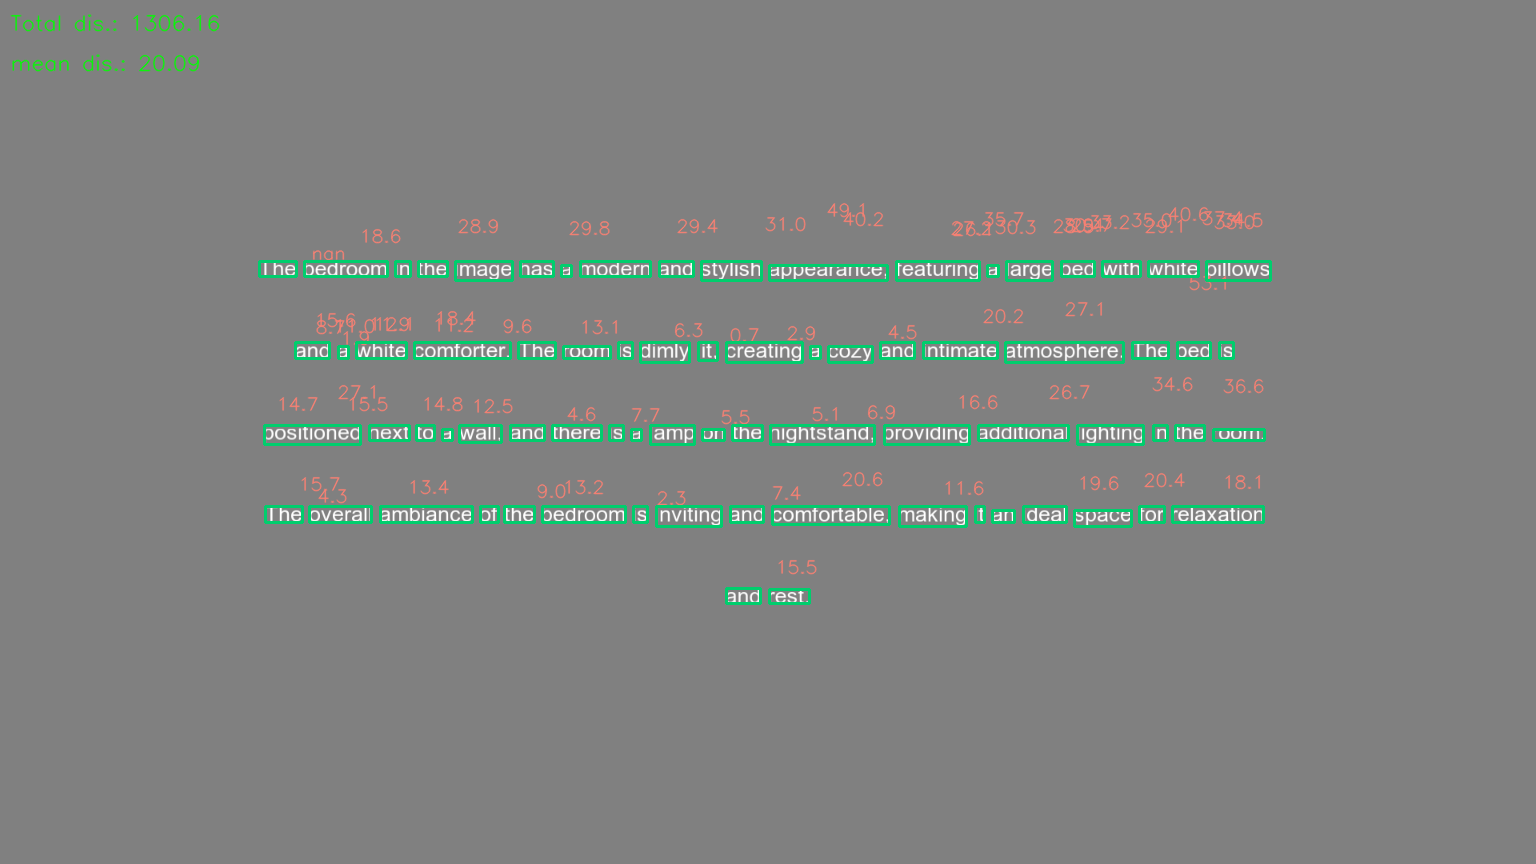 Total dis.: 1306.16
mean dis.: 20.09
49.1
40.6
18.6 28.9 29.8 29.4 31.0 40.2 35.7 30.3 35.0 29.1 34.5
nan
The bedroom in the image has a modern and stylish appearance, featuring a large bed with white pillows
53.1
15.6 18.4 11.2 9.6 13.1 6.3 0.7 2.9 4.5 20.2 27.1
1.9
and a white comforter. The room is dimly lit, creating a cozy and intimate atmosphere. The bed is
27.1 26.7 34.6 36.6
14.7 15.5 14.8 12.5 4.6 7.7 5.5 5.1 6.9 16.6
positioned next to a wall, and there is a lamp on the nightstand, providing additional lighting in the room.
15.7 4.3 13.4 9.0 13.2 2.3 7.4 20.6 11.6 19.6 20.4 18.1
The overall ambiance of the bedroom is inviting and comfortable, making it an ideal space for relaxation
15.5
and rest.